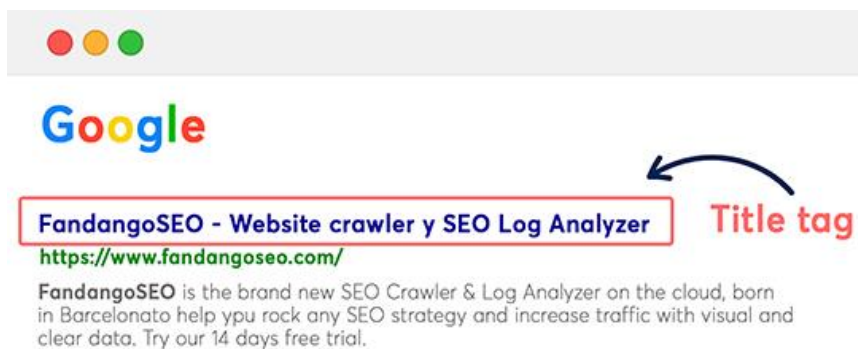 Google
FandangoSEO - Website crawler y SEO Log Analyzer
Title tag
https://www.fandangoseo.com/
FandangoSEO is the brand new SEO Crawler & Log Analyzer on the cloud, born
in Barcelonato help ypu rock any SEO strategy and increase traffic with visual and
clear data. Try our 14 days free trial.